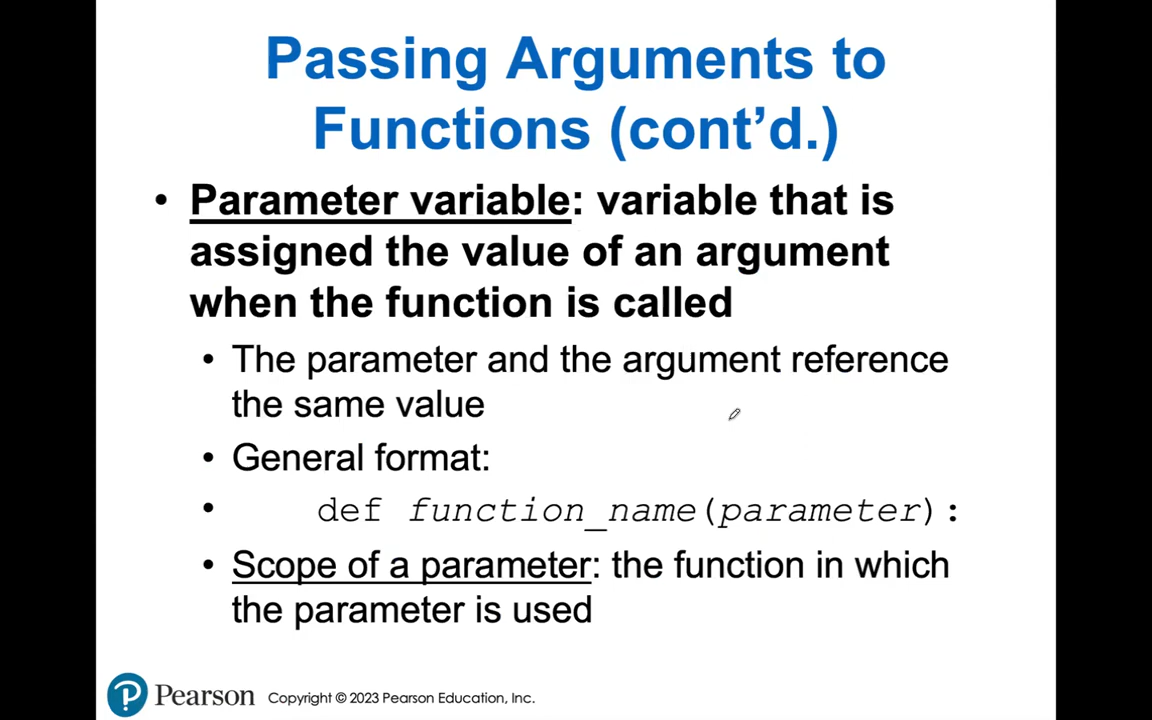 Passing Arguments to
Functions (cont’d.)
• Parameter variable: variable that is
assigned the value of an argument
when the function is called
• The parameter and the argument reference
the same value
• General format:
• def function_name(parameter):
• Scope of a parameter: the function in which
the parameter is used
Pearson Copyright © 2023 Pearson Education, Inc.